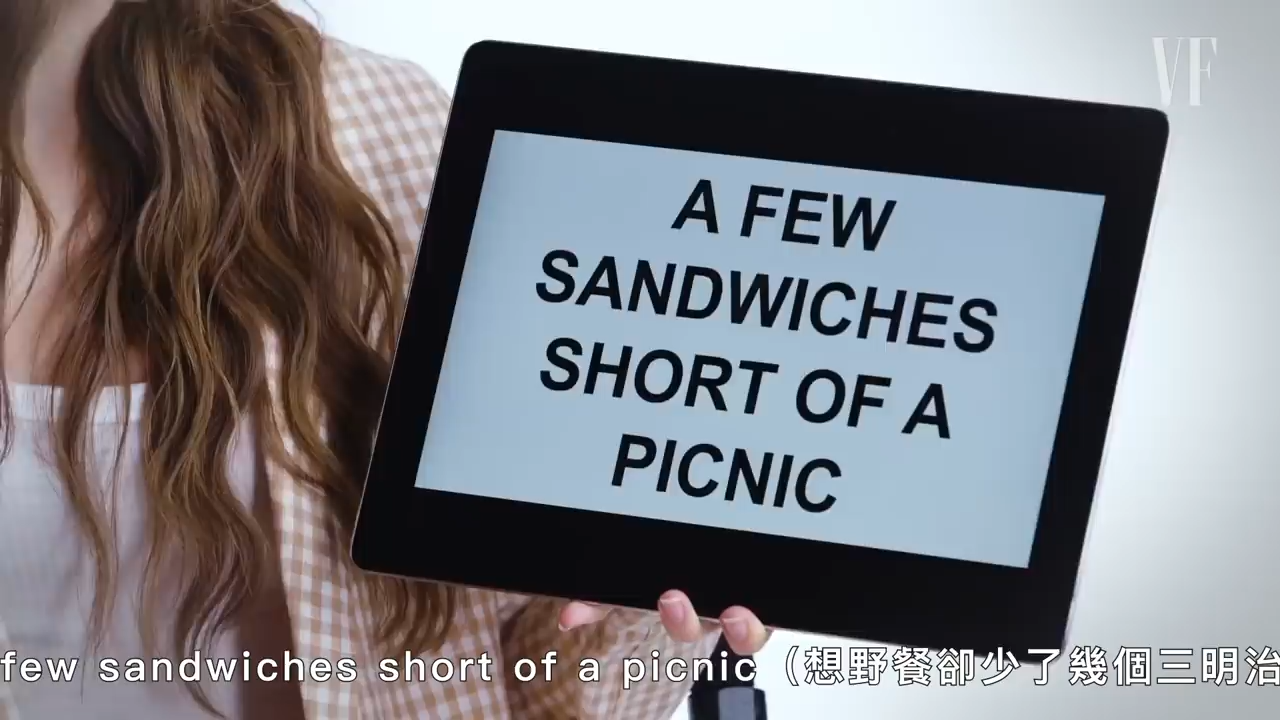 VF
A FEW
SANDWICHES
SHORT OF A
PICNIC
few sandwiches short of a picnic（想野餐卻少了幾個三明治